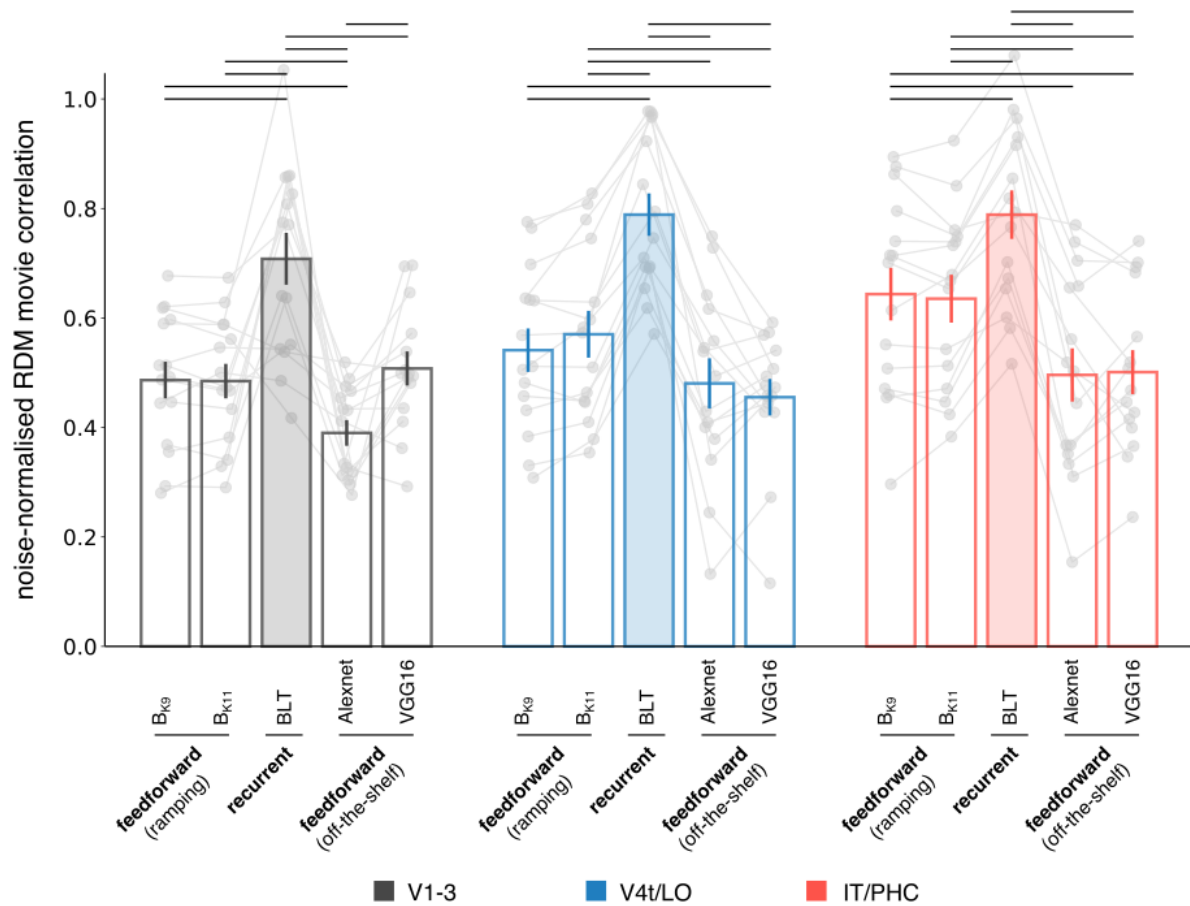 noise-normalised RDM movie correlation
1.0
0.8
0.6
0.4
0.2
0.0
BK9
BK11
BLT
Alexnet
VGG16
BK9
BK11
BLT
Alexnet
VGG16
BK9
BK11
BLT
Alexnet
VGG16
feedforward
(ramping)
recurrent
feedforward
(off-the-shelf)
feedforward
(ramping)
recurrent
feedforward
(off-the-shelf)
feedforward
(ramping)
recurrent
feedforward
(off-the-shelf)
V1-3
V4t/LO
IT/PHC